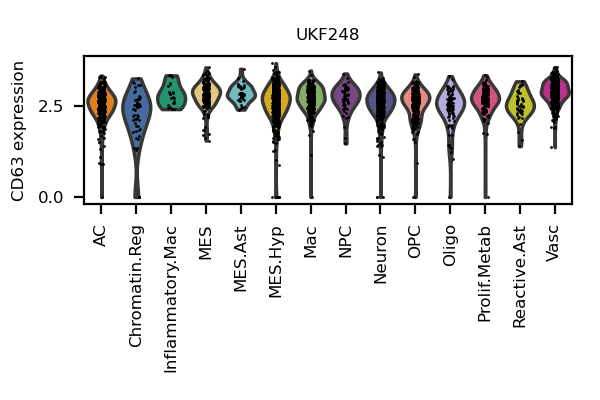 UKF248
CD63 expression
2.5
0.0
AC
Chromatin.Reg
Inflammatory.Mac
MES
MES.Ast
MES.Hyp
Mac
NPC
Neuron
OPC
Oligo
Prolif.Metab
Reactive.Ast
Vasc